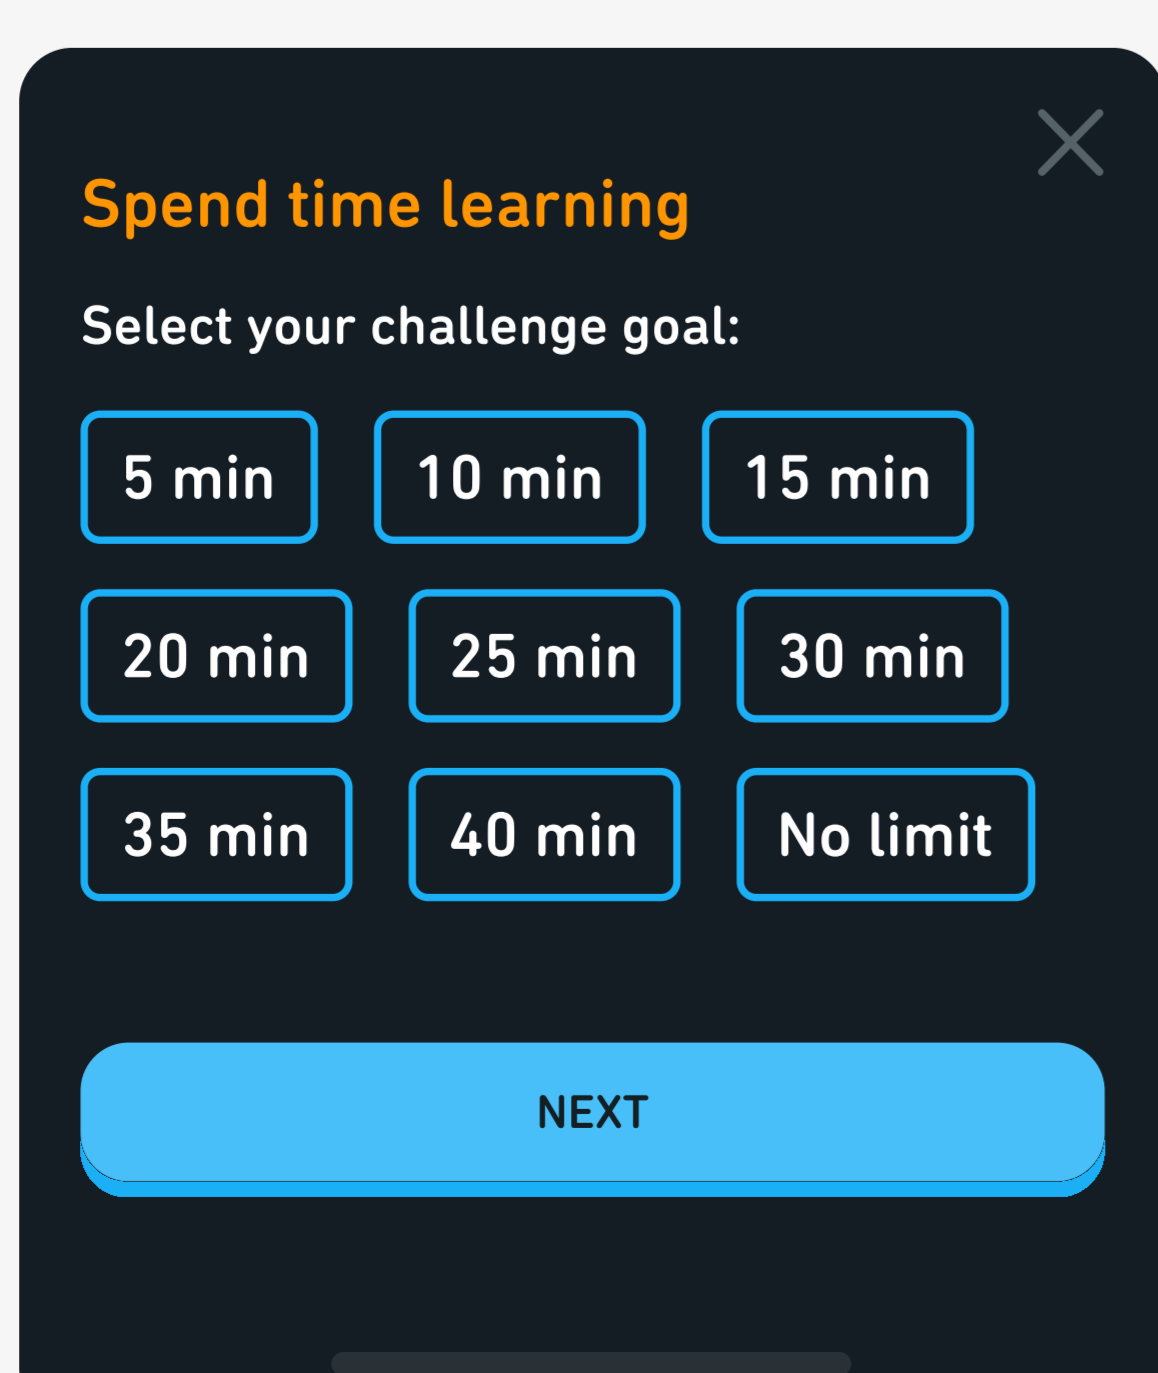 Spend time learning
Select your challenge goal:
5 min 10 min 15 min
20 min 25 min 30 min
35 min 40 min No limit
NEXT